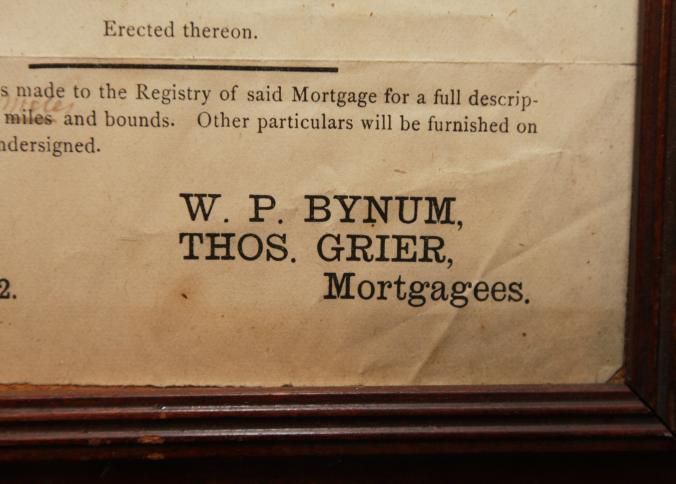 Erected thereon.
s made to the Registry of said Mortgage for a full descrip-
metes
miles and bounds. Other particulars will be furnished on
ndersigned.
W. P. BYNUM,
THOS. GRIER,
Mortgagees.
2.